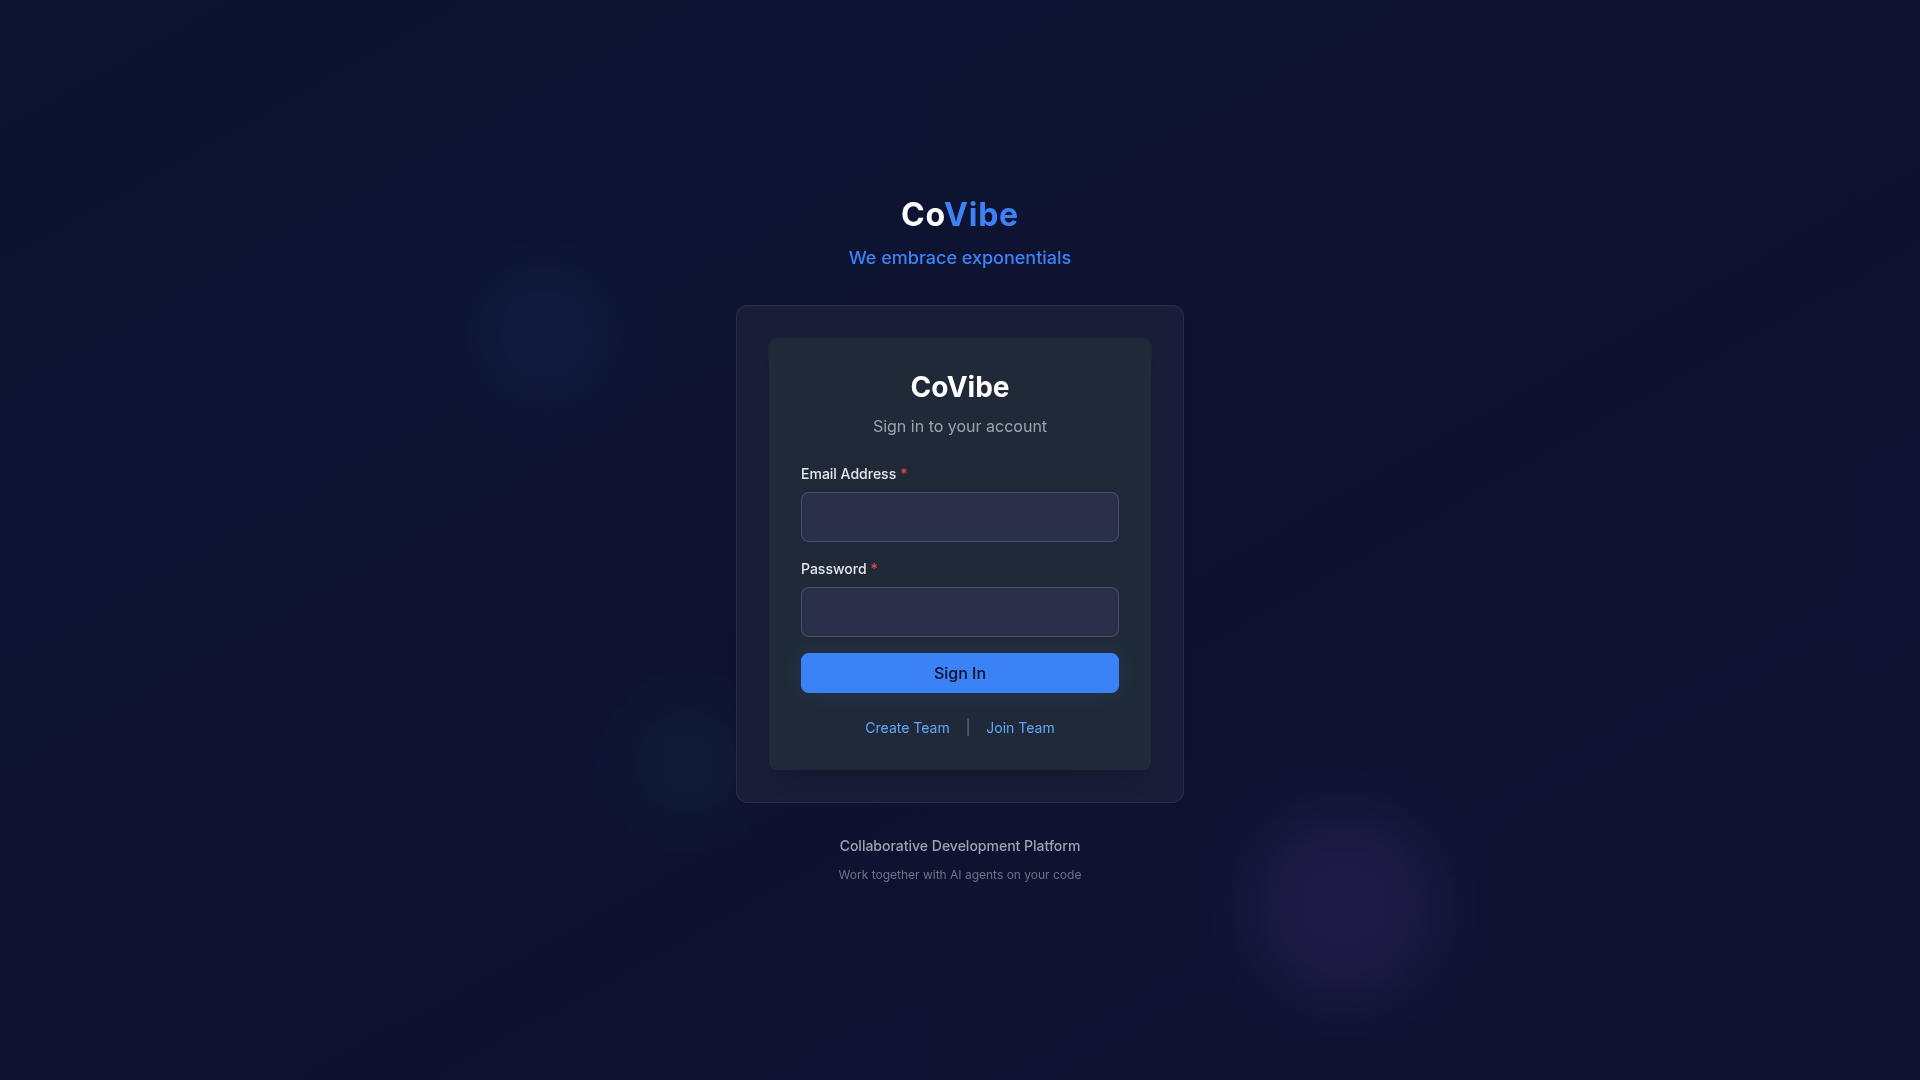 CoVibe
We embrace exponentials
CoVibe
Sign in to your account
Email Address *
Password *
Sign In
Create Team | Join Team
Collaborative Development Platform
Work together with AI agents on your code